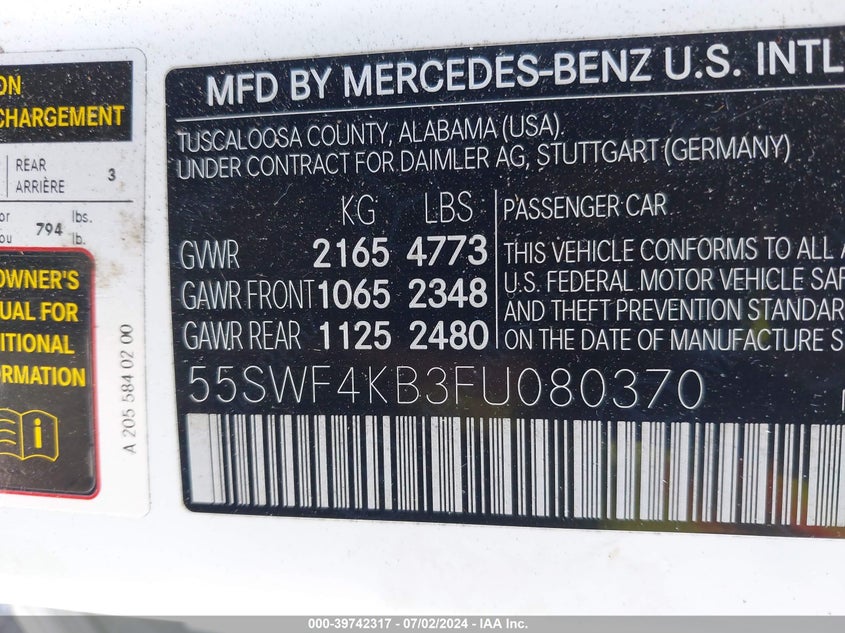 ON
CHARGEMENT
REAR
ARRIÈRE 3
or
ou 794 lbs.
lb.
OWNER'S
UAL FOR
ITIONAL
RMATION
A 205 584 02 00
MFD BY MERCEDES-BENZ U.S. INTL
TUSCALOOSA COUNTY, ALABAMA (USA).
UNDER CONTRACT FOR DAIMLER AG, STUTTGART (GERMANY)
KG LBS
GVWR 2165 4773
GAWR FRONT 1065 2348
GAWR REAR 1125 2480
PASSENGER CAR
THIS VEHICLE CONFORMS TO ALL A
U.S. FEDERAL MOTOR VEHICLE SAF
AND THEFT PREVENTION STANDAR
ON THE DATE OF MANUFACTURE S
55SWF4KB3FU080370
000-39742317 - 07/02/2024 - IAA Inc.